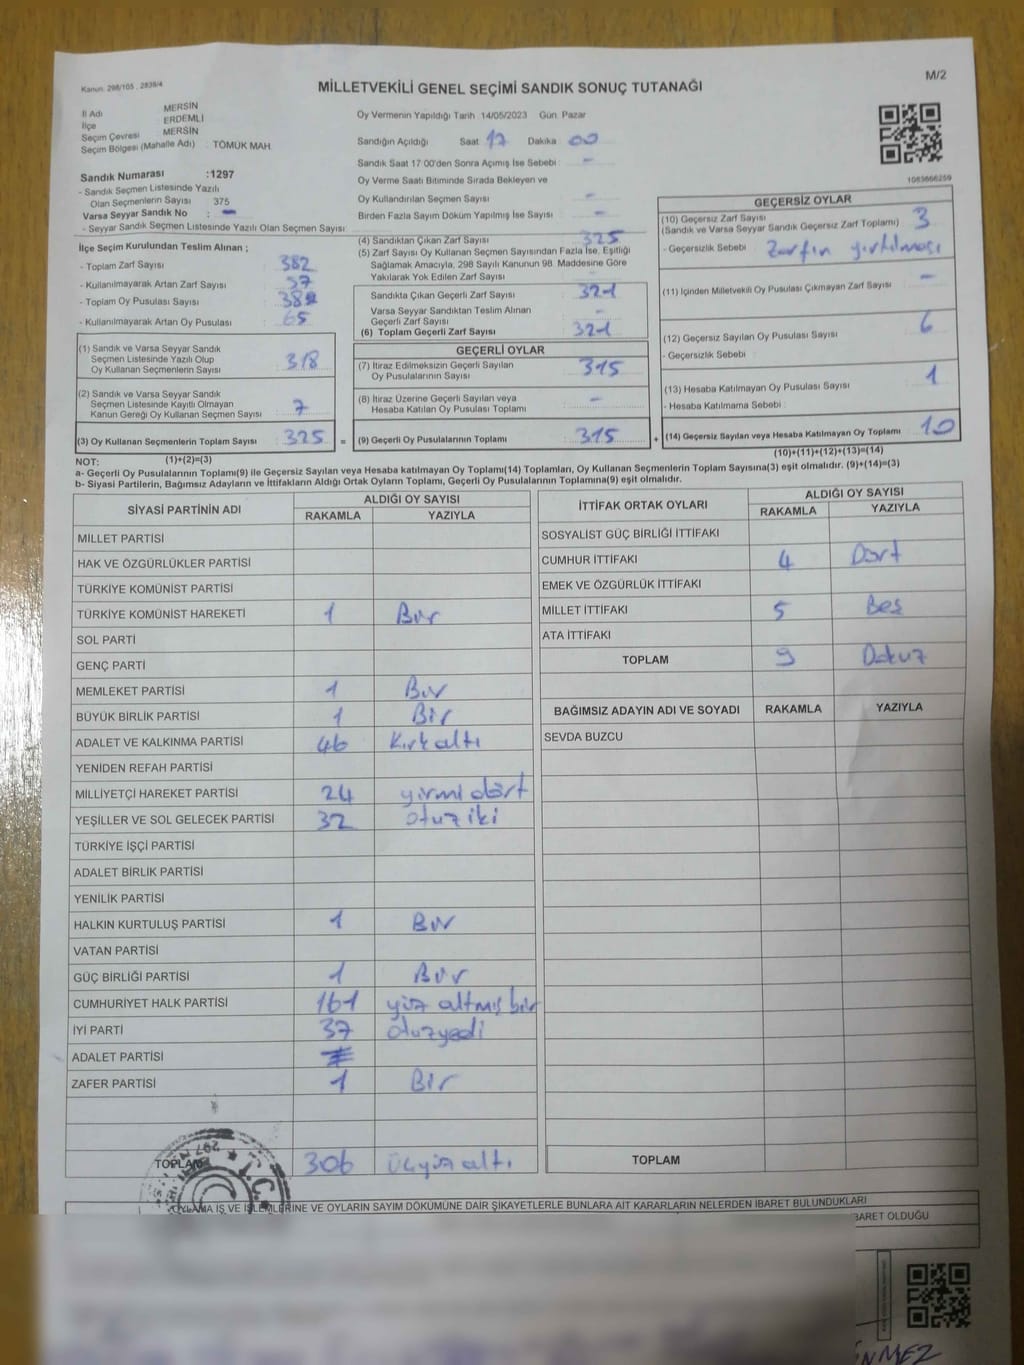 Kanun: 298/105 , 2839/4
MİLLETVEKİLİ GENEL SEÇİMİ SANDIK SONUÇ TUTANAĞI
M/2
İl Adı MERSİN
İlçe ERDEMLİ
Seçim Çevresi MERSİN
Seçim Bölgesi (Mahalle Adı) : TÖMÜK MAH.
Oy Vermenin Yapıldığı Tarih 14/05/2023 Gün: Pazar
Sandığın Açıldığı Saat 17 Dakika 00
Sandık Saat 17:00'den Sonra Açımış İse Sebebi : -
Oy Verme Saati Bitiminde Sırada Bekleyen ve
Oy Kullandırılan Seçmen Sayısı -
Birden Fazla Sayım Döküm Yapılmış İse Sayısı -
1083666259
Sandık Numarası :1297
- Sandık Seçmen Listesinde Yazılı
Olan Seçmenlerin Sayısı 375
Varsa Seyyar Sandık No : -
- Seyyar Sandık Seçmen Listesinde Yazılı Olan Seçmen Sayısı
İlçe Seçim Kurulundan Teslim Alınan ;
- Toplam Zarf Sayısı : 382
- Kullanılmayarak Artan Zarf Sayısı : 57
- Toplam Oy Pusulası Sayısı : 382
- Kullanılmayarak Artan Oy Pusulası : 65
(1) Sandık ve Varsa Seyyar Sandık
Seçmen Listesinde Yazılı Olup
Oy Kullanan Seçmenlerin Sayısı 318
(2) Sandık ve Varsa Seyyar Sandık
Seçmen Listesinde Kayıtlı Olmayan
Kanun Gereği Oy Kullanan Seçmen Sayısı 7
(3) Oy Kullanan Seçmenlerin Toplam Sayısı 325 =
(4) Sandıktan Çıkan Zarf Sayısı 325
(5) Zarf Sayısı Oy Kullanan Seçmen Sayısından Fazla İse, Eşitliği
Sağlamak Amacıyla, 298 Sayılı Kanunun 98. Maddesine Göre
Yakılarak Yok Edilen Zarf Sayısı -
Sandıkta Çıkan Geçerli Zarf Sayısı 321
Varsa Seyyar Sandıktan Teslim Alınan
Geçerli Zarf Sayısı -
(6) Toplam Geçerli Zarf Sayısı 321
GEÇERLİ OYLAR
(7) İtiraz Edilmeksizin Geçerli Sayılan
Oy Pusulalarının Sayısı 315
(8) İtiraz Üzerine Geçerli Sayılan veya
Hesaba Katılan Oy Pusulası Toplamı -
(9) Geçerli Oy Pusulalarının Toplamı 315 +
GEÇERSİZ OYLAR
(10) Geçersiz Zarf Sayısı
(Sandık ve Varsa Seyyar Sandık Geçersiz Zarf Toplamı) 3
- Geçersizlik Sebebi : Zarfın yırtılması
(11) İçinden Milletvekili Oy Pusulası Çıkmayan Zarf Sayısı -
(12) Geçersiz Sayılan Oy Pusulası Sayısı 6
- Geçersizlik Sebebi :
(13) Hesaba Katılmayan Oy Pusulası Sayısı 1
- Hesaba Katılmama Sebebi :
(14) Geçersiz Sayılan veya Hesaba Katılmayan Oy Toplamı 10
NOT: (1)+(2)=(3)
(10)+(11)+(12)+(13)=(14)
a- Geçerli Oy Pusulalarının Toplamı(9) ile Geçersiz Sayılan veya Hesaba katılmayan Oy Toplamı(14) Toplamları, Oy Kullanan Seçmenlerin Toplam Sayısına(3) eşit olmalıdır. (9)+(14)=(3)
b- Siyasi Partilerin, Bağımsız Adayların ve İttifakların Aldığı Ortak Oyların Toplamı, Geçerli Oy Pusulalarının Toplamına(9) eşit olmalıdır.
SİYASİ PARTİNİN ADI ALDIĞI OY SAYISI
RAKAMLA YAZIYLA
MİLLET PARTİSİ
HAK VE ÖZGÜRLÜKLER PARTİSİ
TÜRKİYE KOMÜNİST PARTİSİ
TÜRKİYE KOMÜNİST HAREKETİ 1 Bir
SOL PARTİ
GENÇ PARTİ
MEMLEKET PARTİSİ 1 Bir
BÜYÜK BİRLİK PARTİSİ 1 Bir
ADALET VE KALKINMA PARTİSİ 46 Kırkaltı
YENİDEN REFAH PARTİSİ
MİLLİYETÇİ HAREKET PARTİSİ 24 yirmi dört
YEŞİLLER VE SOL GELECEK PARTİSİ 32 otuz iki
TÜRKİYE İŞÇİ PARTİSİ
ADALET BİRLİK PARTİSİ
YENİLİK PARTİSİ
HALKIN KURTULUŞ PARTİSİ 1 Bir
VATAN PARTİSİ
GÜÇ BİRLİĞİ PARTİSİ 1 Bir
CUMHURİYET HALK PARTİSİ 161 yüz altmış bir
İYİ PARTİ 37 otuzyedi
ADALET PARTİSİ
ZAFER PARTİSİ 1 Bir
TOPLAM 306 üçyüz altı
İTTİFAK ORTAK OYLARI ALDIĞI OY SAYISI
RAKAMLA YAZIYLA
SOSYALİST GÜÇ BİRLİĞİ İTTİFAKI
CUMHUR İTTİFAKI 4 Dört
EMEK VE ÖZGÜRLÜK İTTİFAKI
MİLLET İTTİFAKI 5 Beş
ATA İTTİFAKI
TOPLAM 9 Dokuz
BAĞIMSIZ ADAYIN ADI VE SOYADI RAKAMLA YAZIYLA
SEVDA BUZCU
TOPLAM
OYLAMA İŞ VE İŞLEMLERİNE VE OYLARIN SAYIM DÖKÜMÜNE DAİR ŞİKAYETLERLE BUNLARA AİT KARARLARIN NELERDEN İBARET BULUNDUKLARI
BARET OLDUĞU